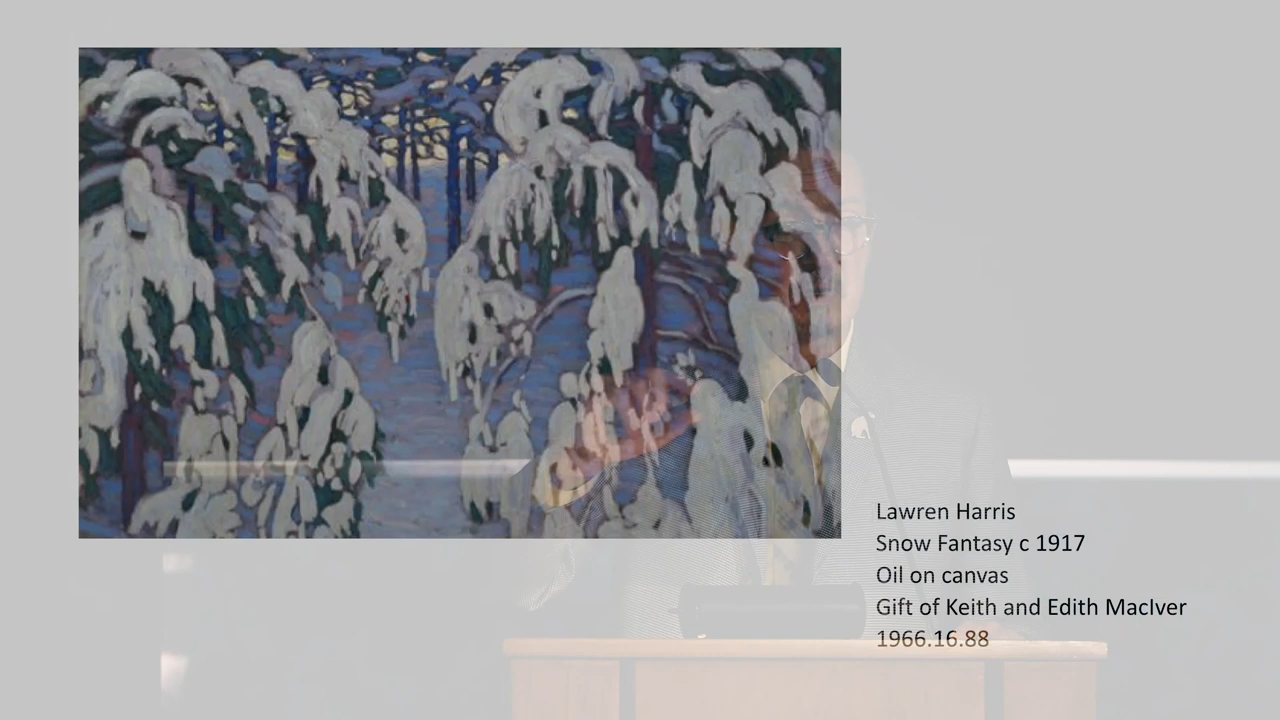 Lawren Harris
Snow Fantasy c 1917
Oil on canvas
Gift of Keith and Edith MacIver
1966.16.88